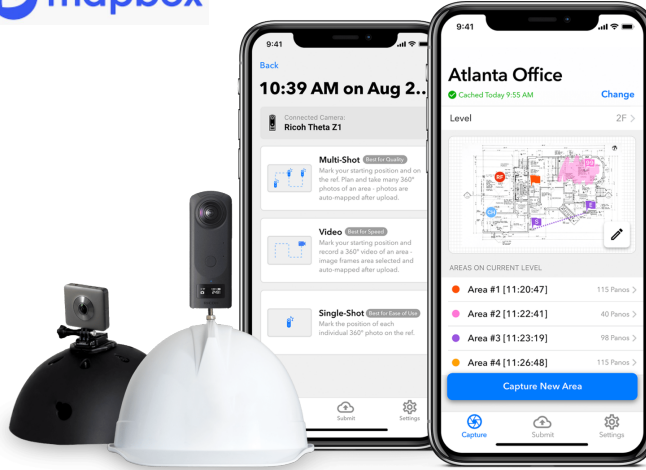 mapbox
9:41
Back
10:39 AM on Aug 2..
Connected Camera:
Ricoh Theta Z1
Multi-Shot Best for Quality
Mark your starting position and on
the ref. Plan and take many 360°
photos of an area - photos are
auto-mapped after upload.
Video Best for Speed
Mark your starting position and
record a 360° video of an area -
image frames area selected and
auto-mapped after upload.
Single-Shot Best for Ease of Use
Mark the position of each
individual 360° photo on the ref.
Submit
Settings
9:41
Atlanta Office
Cached Today 9:55 AM
Change
Level
2F
S
E
AREAS ON CURRENT LEVEL
Area #1 [11:20:47]
115 Panos
Area #2 [11:22:41]
40 Panos
Area #3 [11:23:19]
98 Panos
Area #4 [11:26:48]
115 Panos
Capture New Area
Capture
Submit
Settings